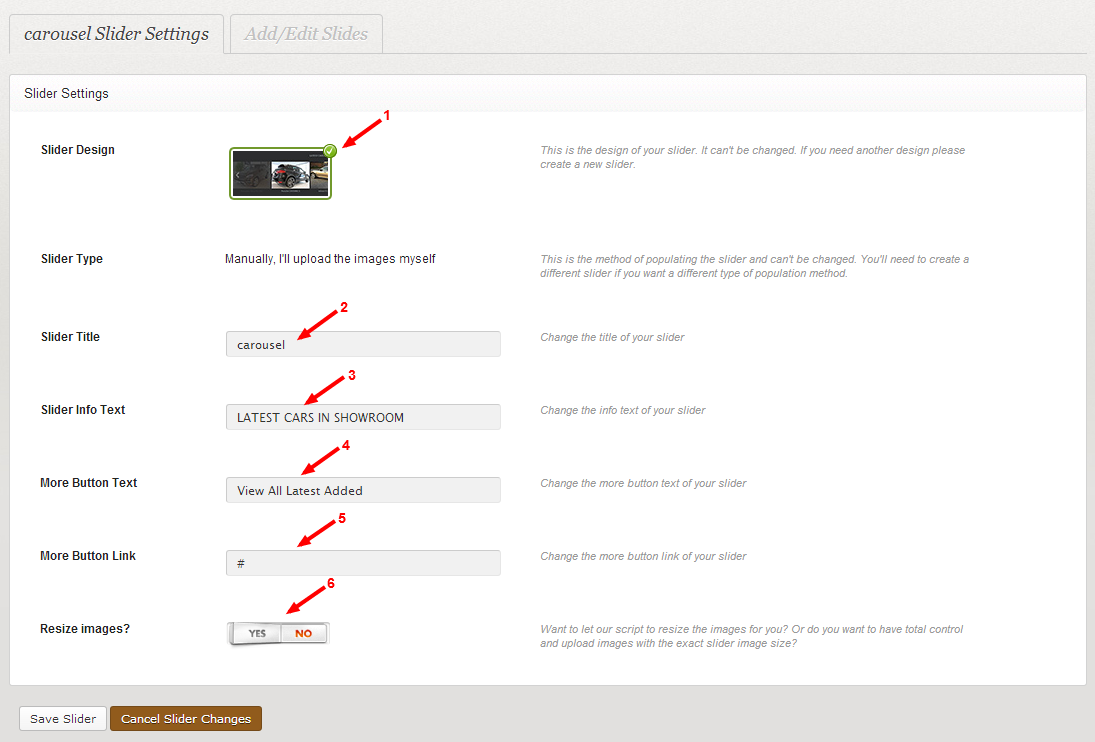 carousel Slider Settings
Add/Edit Slides
Slider Settings
1
Slider Design
This is the design of your slider. It can't be changed. If you need another design please
create a new slider.
Slider Type
Manually, I'll upload the images myself
This is the method of populating the slider and can't be changed. You'll need to create a
different slider if you want a different type of population method.
2
Slider Title
carousel
Change the title of your slider
3
Slider Info Text
LATEST CARS IN SHOWROOM
Change the info text of your slider
4
More Button Text
View All Latest Added
Change the more button text of your slider
5
More Button Link
#
Change the more button link of your slider
6
Resize images?
YES
NO
Want to let our script to resize the images for you? Or do you want to have total control
and upload images with the exact slider image size?
Save Slider
Cancel Slider Changes